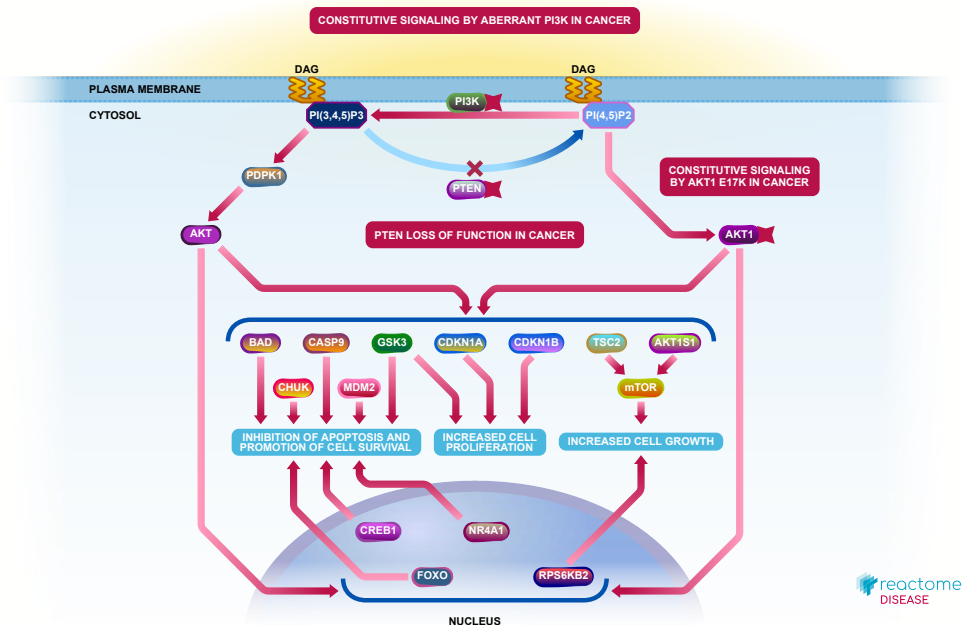 CONSTITUTIVE SIGNALING BY ABERRANT PI3K IN CANCER
DAG
DAG
PLASMA MEMBRANE
CYTOSOL
PI(3,4,5)P3
PI3K
PI(4,5)P2
PDPK1
PTEN
CONSTITUTIVE SIGNALING
BY AKT1 E17K IN CANCER
AKT
PTEN LOSS OF FUNCTION IN CANCER
AKT1
BAD
CASP9
GSK3
CDKN1A
CDKN1B
TSC2
AKT1S1
CHUK
MDM2
mTOR
INHIBITION OF APOPTOSIS AND
PROMOTION OF CELL SURVIVAL
INCREASED CELL
PROLIFERATION
INCREASED CELL GROWTH
CREB1
NR4A1
FOXO
RPS6KB2
reactome
DISEASE
NUCLEUS